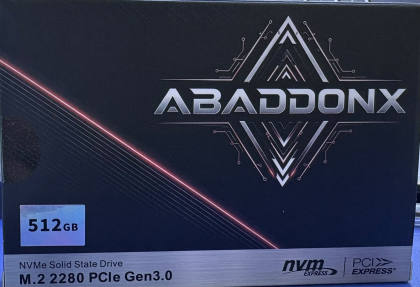 ABADDONX
512GB
NVMe Solid State Drive
M.2 2280 PCIe Gen3.0
nvm EXPRESS
PCI EXPRESS®